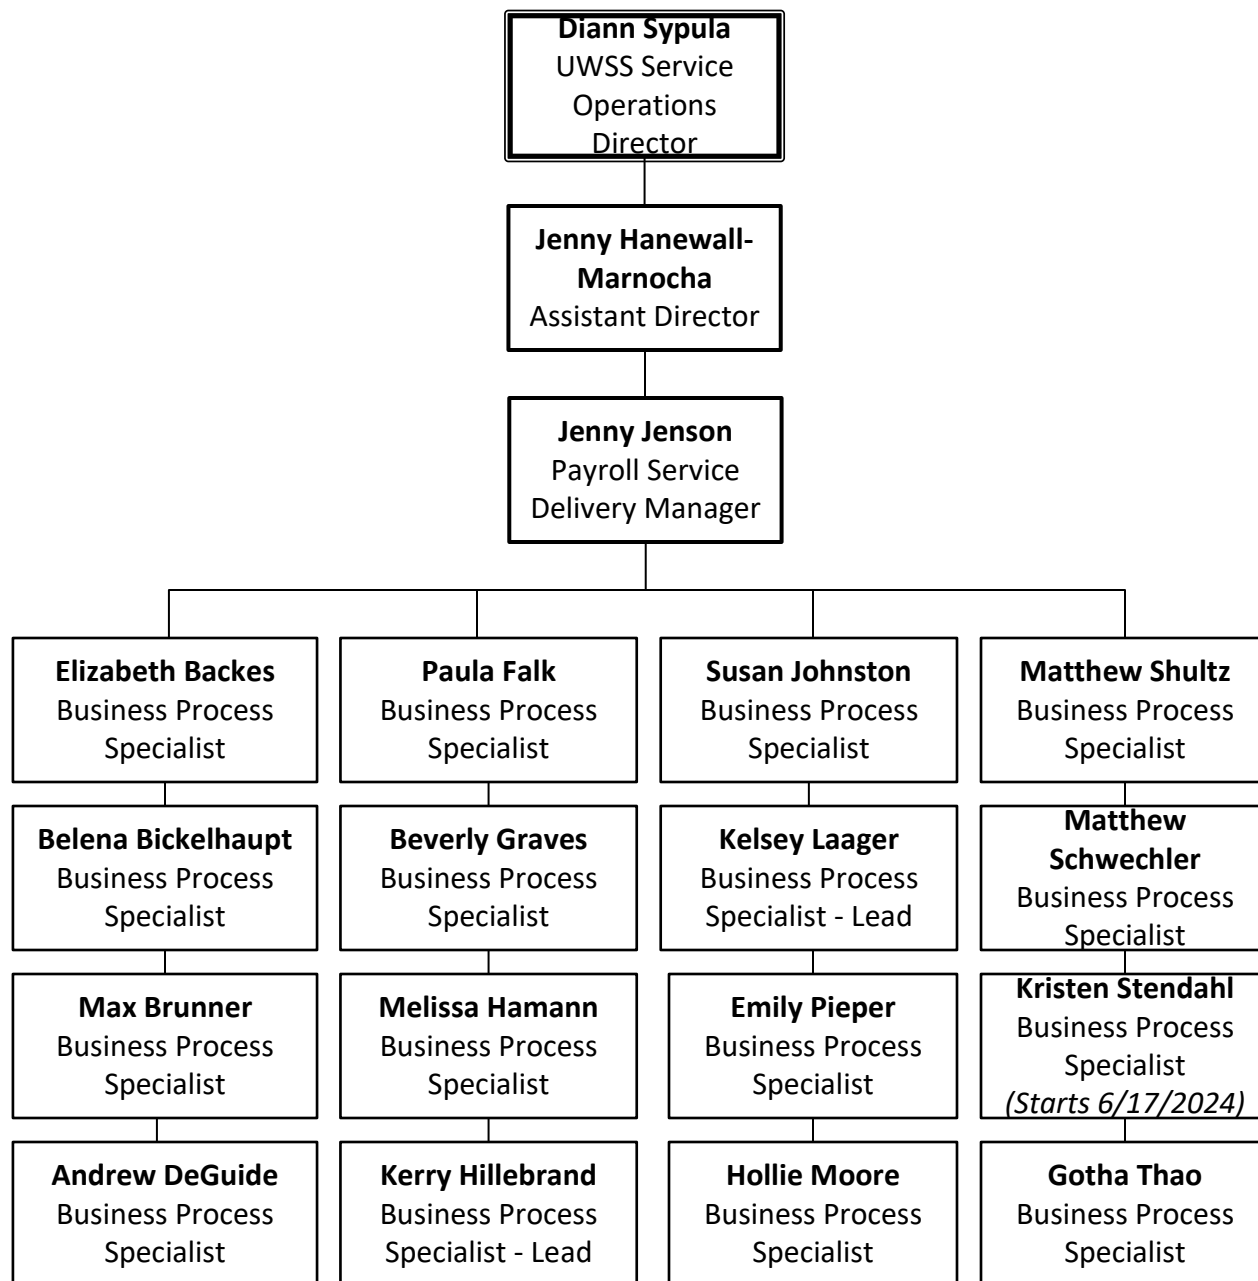 Diann Sypula
UWSS Service
Operations
Director
Jenny Hanewall-
Marnocha
Assistant Director
Jenny Jenson
Payroll Service
Delivery Manager
Elizabeth Backes
Business Process
Specialist
Paula Falk
Business Process
Specialist
Susan Johnston
Business Process
Specialist
Matthew Shultz
Business Process
Specialist
Belena Bickelhaupt
Business Process
Specialist
Beverly Graves
Business Process
Specialist
Kelsey Laager
Business Process
Specialist - Lead
Matthew
Schwechler
Business Process
Specialist
Max Brunner
Business Process
Specialist
Melissa Hamann
Business Process
Specialist
Emily Pieper
Business Process
Specialist
Kristen Stendahl
Business Process
Specialist
(Starts 6/17/2024)
Andrew DeGuide
Business Process
Specialist
Kerry Hillebrand
Business Process
Specialist - Lead
Hollie Moore
Business Process
Specialist
Gotha Thao
Business Process
Specialist